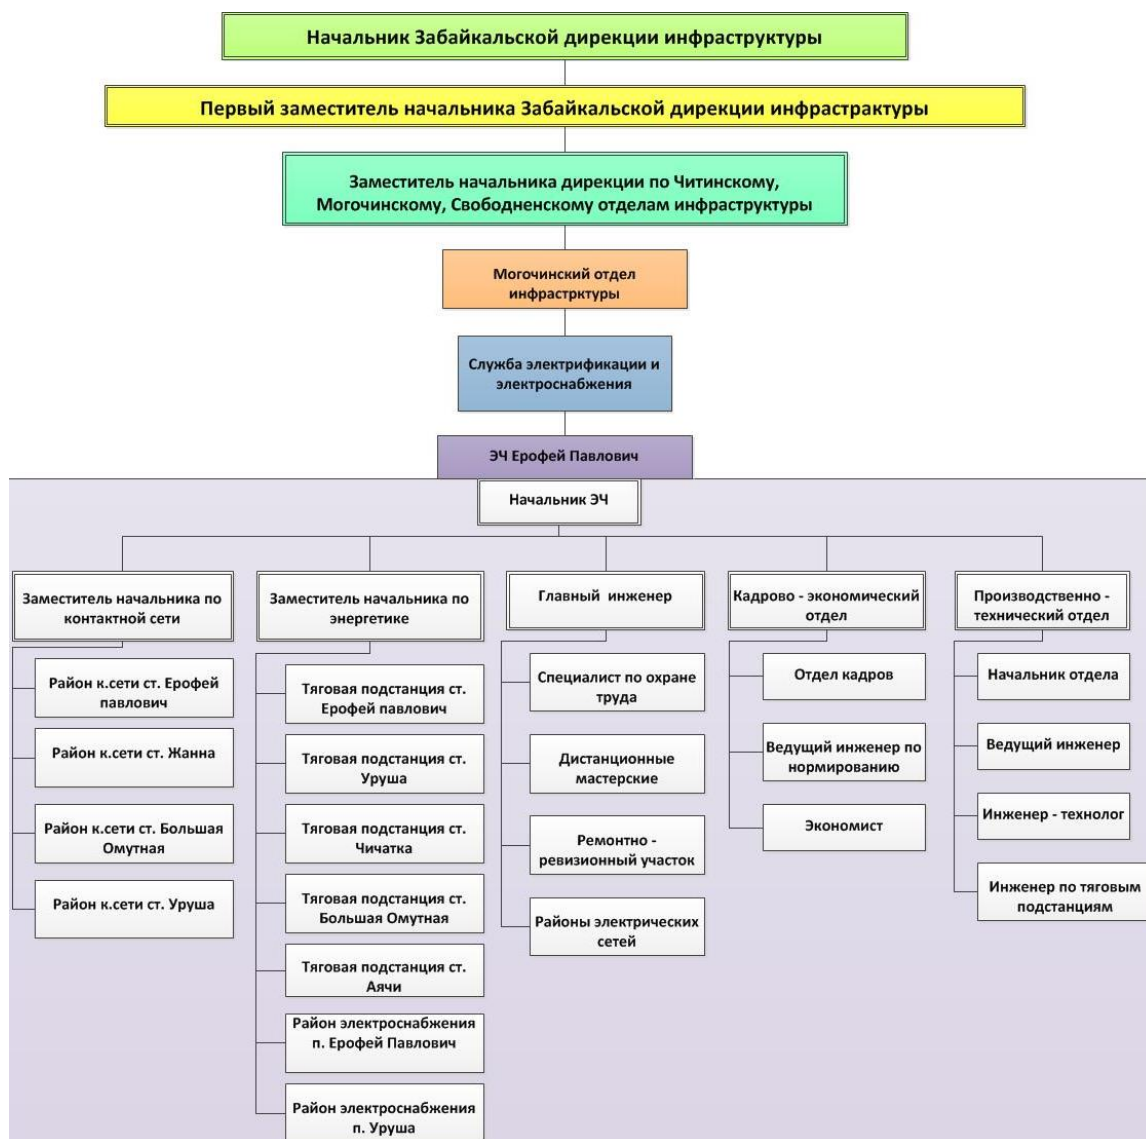 Начальник Забайкальской дирекции инфраструктуры
Первый заместитель начальника Забайкальской дирекции инфрастрактуры
Заместитель начальника дирекции по Читинскому,
Могочинскому, Свободненскому отделам инфраструктуры
Могочинский отдел
инфрастрктуры
Служба электрификации и
электроснабжения
ЭЧ Ерофей Павлович
Начальник ЭЧ
Заместитель начальника по
контактной сети
Район к.сети ст. Ерофей
павлович
Район к.сети ст. Жанна
Район к.сети ст. Большая
Омутная
Район к.сети ст. Уруша
Заместитель начальника по
энергетике
Тяговая подстанция ст.
Ерофей павлович
Тяговая подстанция ст.
Уруша
Тяговая подстанция ст.
Чичатка
Тяговая подстанция ст.
Большая Омутная
Тяговая подстанция ст.
Аячи
Район электроснабжения
п. Ерофей Павлович
Район электроснабжения
п. Уруша
Главный инженер
Специалист по охране
труда
Дистанционные
мастерские
Ремонтно -
ревизионный участок
Районы электрических
сетей
Кадрово - экономический
отдел
Отдел кадров
Ведущий инженер по
нормированию
Экономист
Производственно -
технический отдел
Начальник отдела
Ведущий инженер
Инженер - технолог
Инженер по тяговым
подстанциям